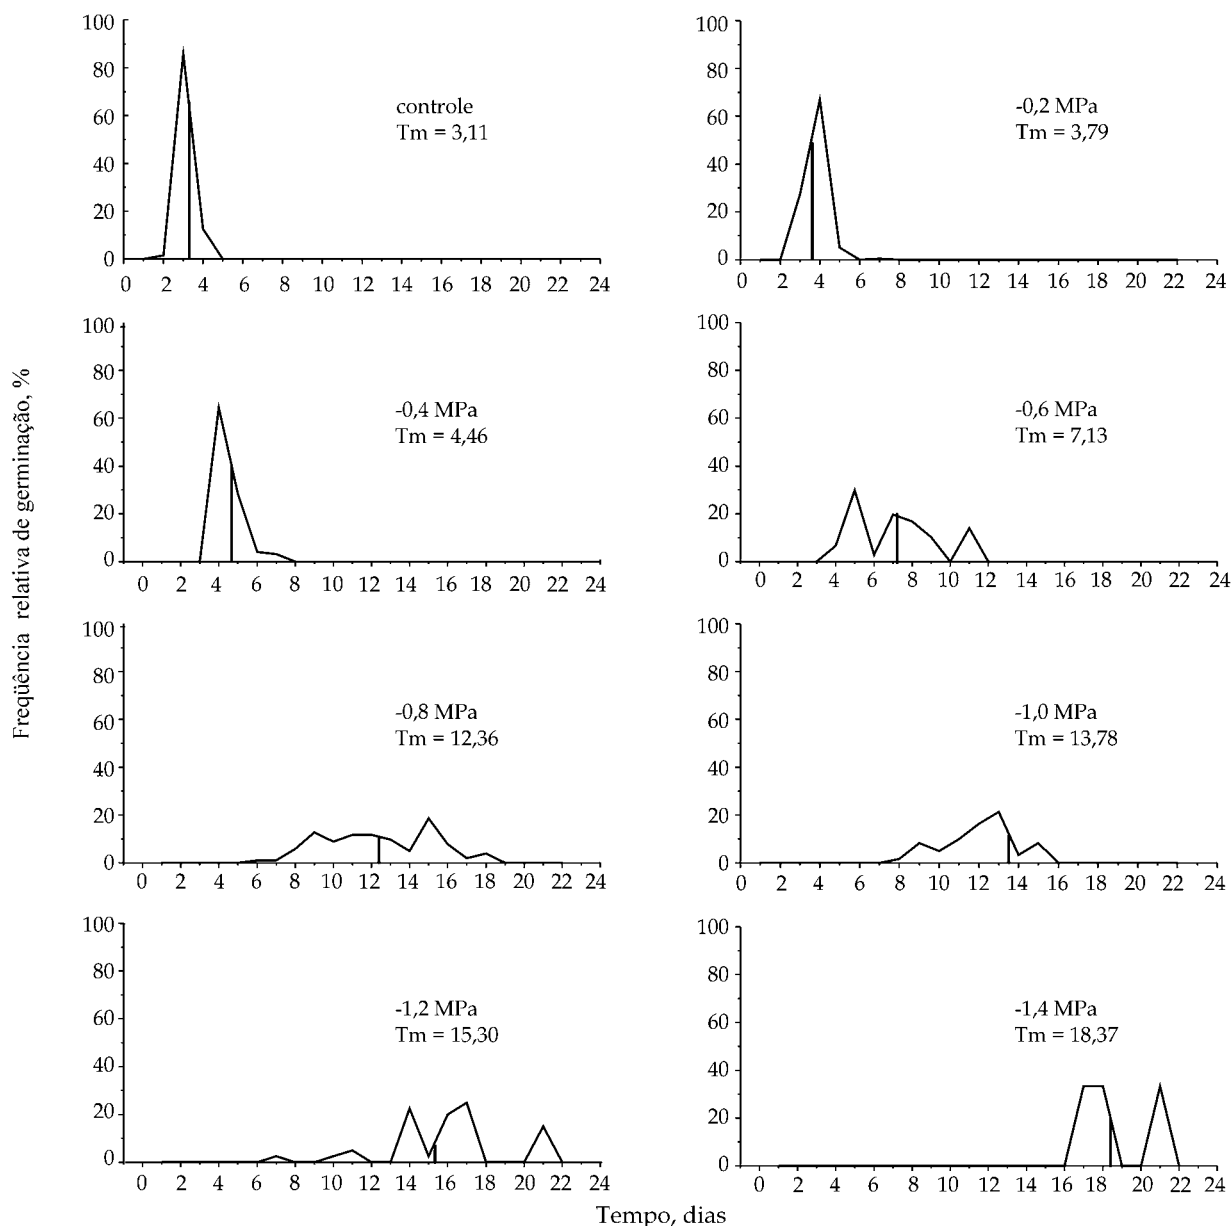 100
80
60
40
20
0
0 2 4 6 8 10 12 14 16 18 20 22 24
controle
Tm = 3,11
100
80
60
40
20
0
0 2 4 6 8 10 12 14 16 18 20 22 24
-0,2 MPa
Tm = 3,79
Freqüência relativa de germinação, %
100
80
60
40
20
0
0 2 4 6 8 10 12 14 16 18 20 22 24
-0,4 MPa
Tm = 4,46
100
80
60
40
20
0
0 2 4 6 8 10 12 14 16 18 20 22 24
-0,6 MPa
Tm = 7,13
100
80
60
40
20
0
0 2 4 6 8 10 12 14 16 18 20 22 24
-0,8 MPa
Tm = 12,36
100
80
60
40
20
0
0 2 4 6 8 10 12 14 16 18 20 22 24
-1,0 MPa
Tm = 13,78
100
80
60
40
20
0
0 2 4 6 8 10 12 14 16 18 20 22 24
-1,2 MPa
Tm = 15,30
100
80
60
40
20
0
0 2 4 6 8 10 12 14 16 18 20 22 24
-1,4 MPa
Tm = 18,37
Tempo, dias